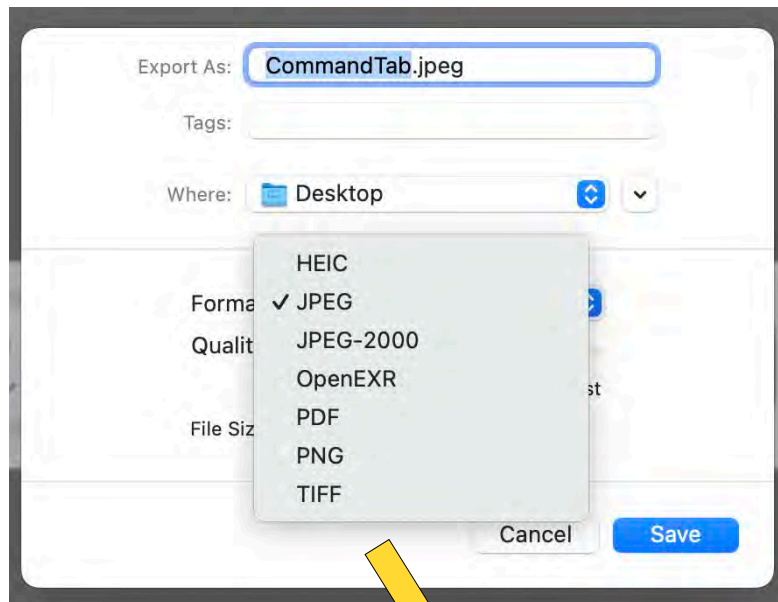 Export As: CommandTab.jpeg
Tags:
Where: Desktop
HEIC
Forma ✓ JPEG
Qualit JPEG-2000
OpenEXR
st
File Siz PDF
PNG
TIFF
Cancel Save